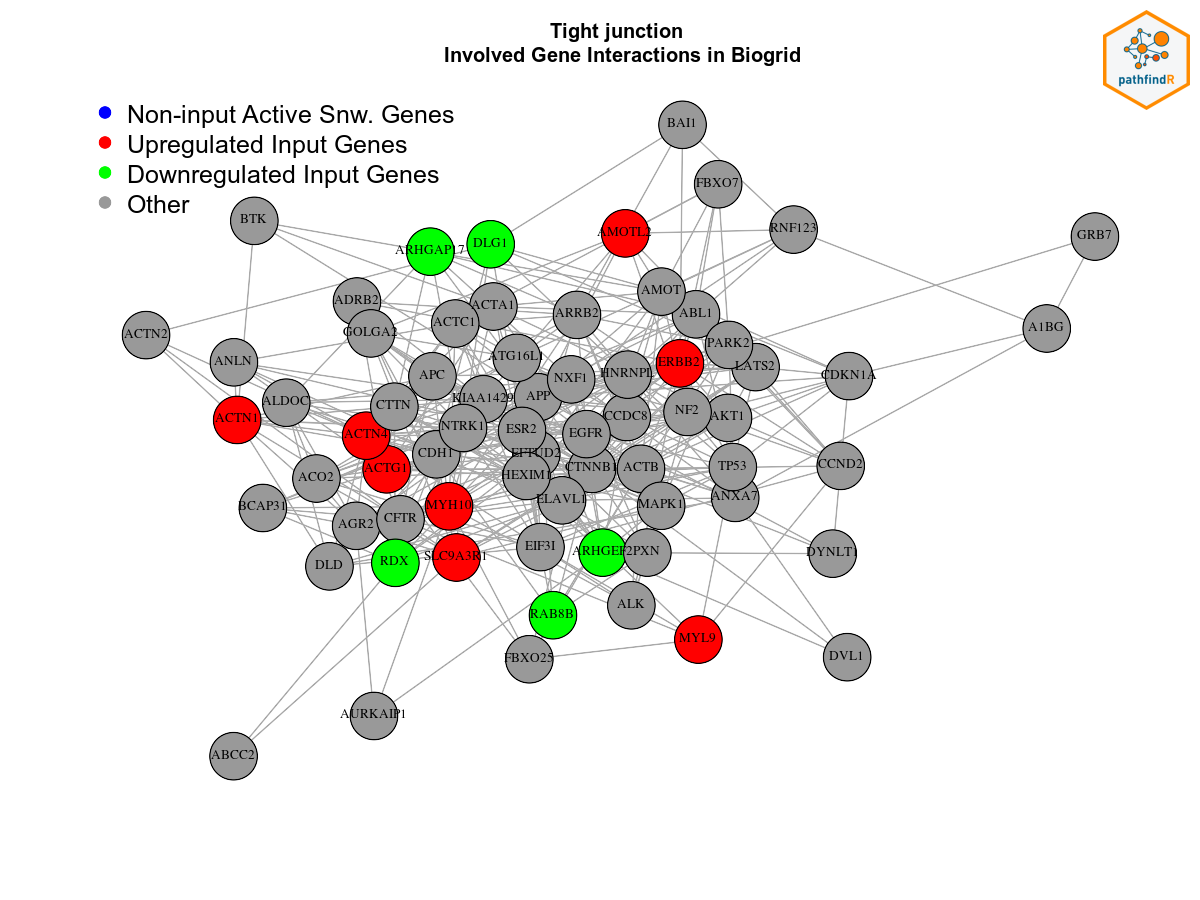 Tight junction
Involved Gene Interactions in Biogrid
pathfindR
Non-input Active Snw. Genes
Upregulated Input Genes
Downregulated Input Genes
Other
BAI1
FBXO7
BTK
ARHGAP17
DLG1
AMOTL2
RNF123
GRB7
ADRB2
ACTA1
AMOT
ACTN2
GOLGA2
ACTC1
ARRB2
ABL1
A1BG
ANLN
ATG16L1
PARK2
APC
NXF1
HNRNPL
ERBB2
LATS2
CDKN1A
ALDOC
CTTN
KIAA1429
APP
ACTN1
NTRK1
ESR2
EGFR
CCDC8
NF2
AKT1
ACTN4
CDH1
EFTUD2
ACTG1
ACO2
HEXIM1
CTNNB1
ACTB
TP53
CCND2
BCAP31
MYH10
ELAVL1
MAPK1
ANXA7
AGR2
CFTR
DLD
RDX
SLC9A3R1
EIF3I
ARHGEF2
PXN
DYNLT1
RAB8B
ALK
FBXO25
MYL9
DVL1
AURKAIP1
ABCC2